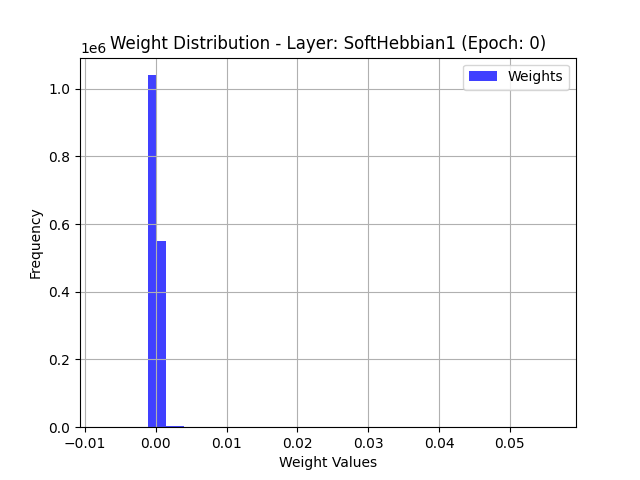 Weight Distribution - Layer: SoftHebbian1 (Epoch: 0)
1e6
Weights
1.0
0.8
0.6
0.4
0.2
0.0
Frequency
−0.01 0.00 0.01 0.02 0.03 0.04 0.05
Weight Values